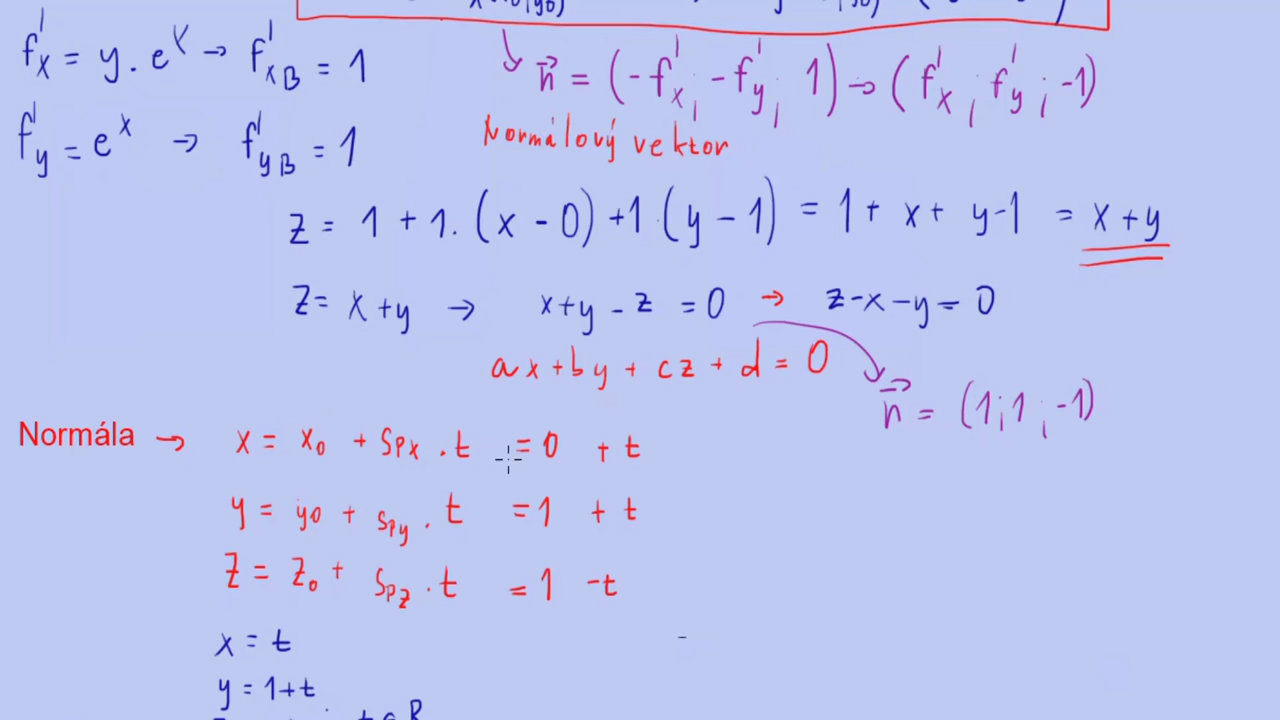 f'x = y . e^x → f'xB = 1
n⃗ = (-f'x ; -f'y ; 1) → (f'x ; f'y ; -1)
f'y = e^x → f'yB = 1
Normálový vektor
z = 1 + 1 . (x - 0) + 1 . (y - 1) = 1 + x + y - 1 = x + y
z = x + y → x + y - z = 0 → z - x - y = 0
ax + by + cz + d = 0
n⃗ = (1 ; 1 ; -1)
Normála → x = x₀ + Spx . t = 0 + t
y = y₀ + Spy . t = 1 + t
z = z₀ + Spz . t = 1 - t
x = t
y = 1 + t